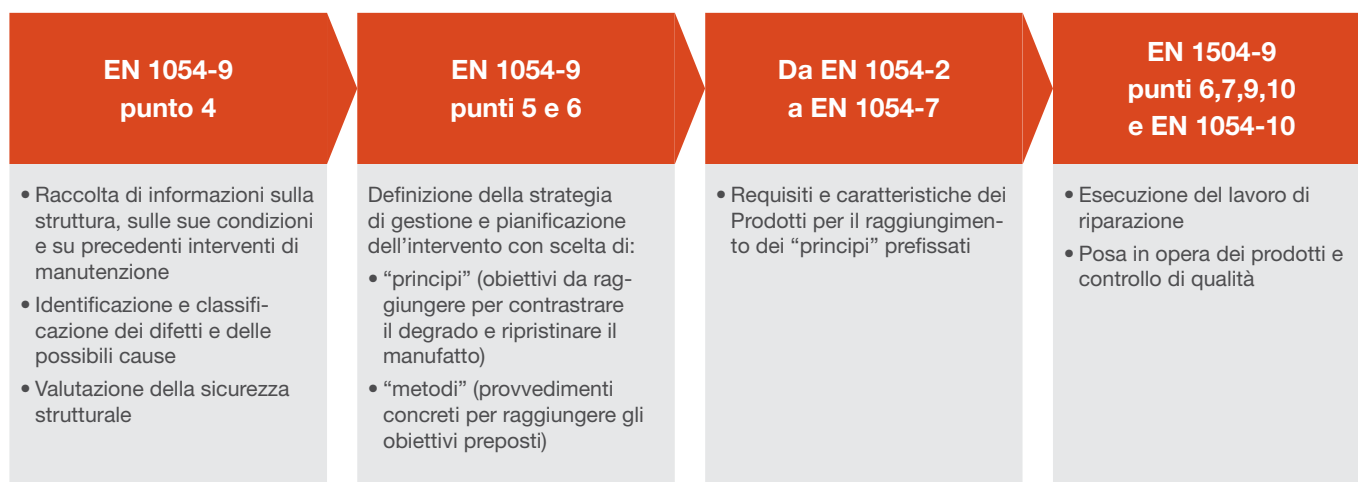 EN 1054-9
punto 4
• Raccolta di informazioni sulla
struttura, sulle sue condizioni
e su precedenti interventi di
manutenzione
• Identificazione e classifi-
cazione dei difetti e delle
possibili cause
• Valutazione della sicurezza
strutturale
EN 1054-9
punti 5 e 6
Definizione della strategia
di gestione e pianificazione
dell'intervento con scelta di:
• “principi” (obiettivi da rag-
giungere per contrastrare
il degrado e ripristinare il
manufatto)
• “metodi” (provvedimenti
concreti per raggiungere gli
obiettivi preposti)
Da EN 1054-2
a EN 1054-7
• Requisiti e caratteristiche dei
Prodotti per il raggiungimen-
to dei “principi” prefissati
EN 1504-9
punti 6,7,9,10
e EN 1054-10
• Esecuzione del lavoro di
riparazione
• Posa in opera dei prodotti e
controllo di qualità